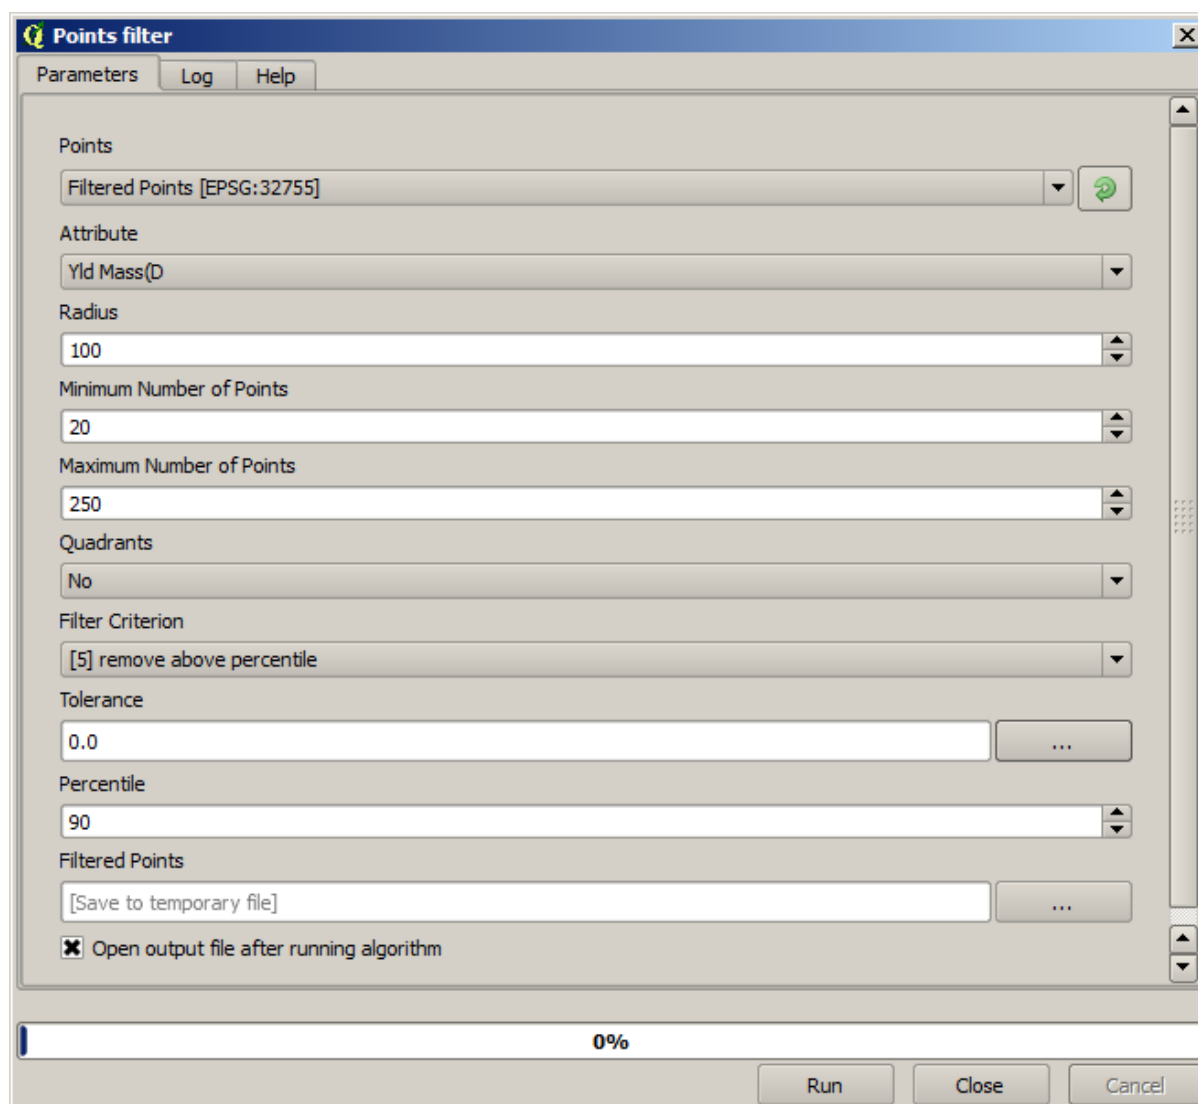 Points filter
Parameters Log Help
Points
Filtered Points [EPSG:32755]
Attribute
Yld Mass(D
Radius
100
Minimum Number of Points
20
Maximum Number of Points
250
Quadrants
No
Filter Criterion
[5] remove above percentile
Tolerance
0.0 ...
Percentile
90
Filtered Points
[Save to temporary file] ...
Open output file after running algorithm
0%
Run Close Cancel